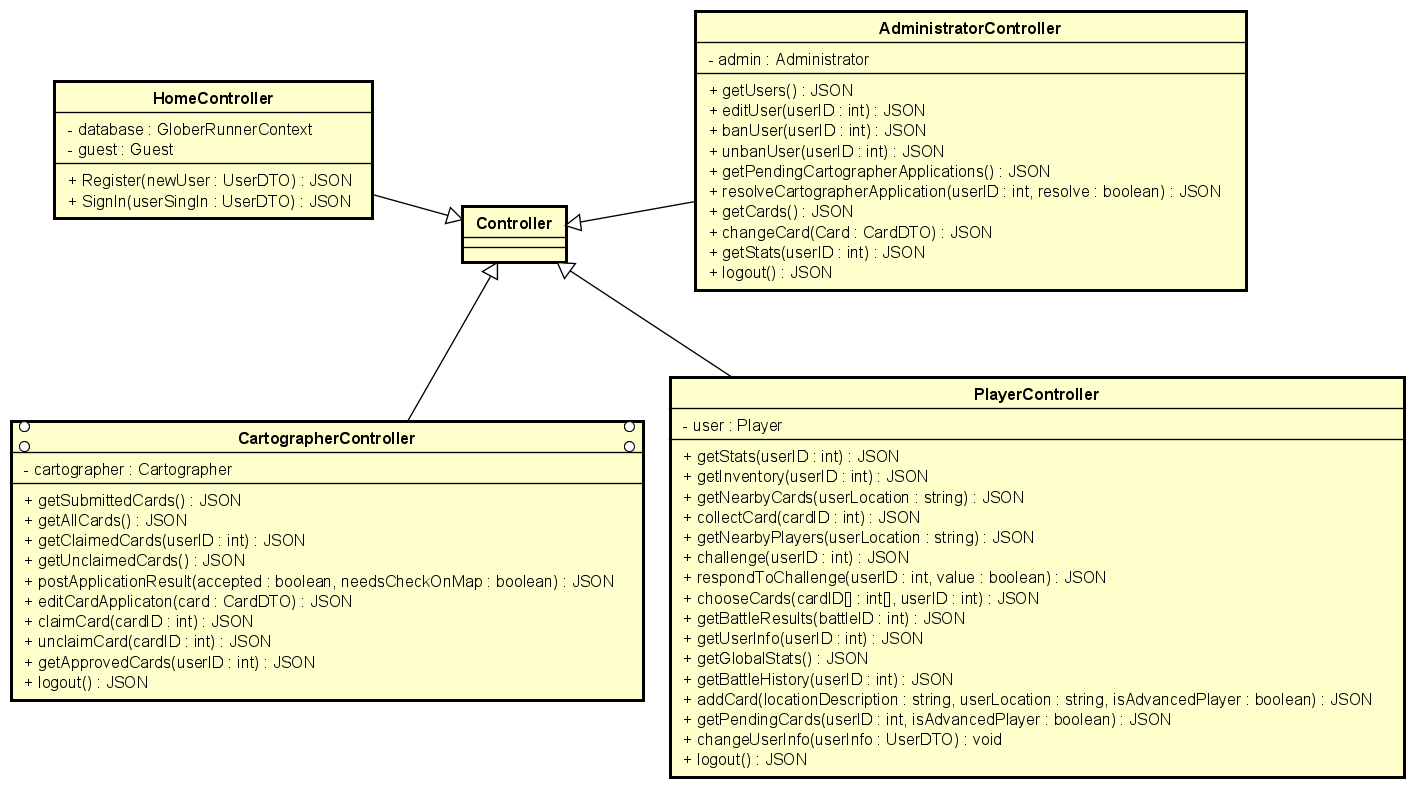 HomeController
- database : GloberRunnerContext
- guest : Guest
+ Register(newUser : UserDTO) : JSON
+ SignIn(userSingIn : UserDTO) : JSON
AdministratorController
- admin : Administrator
+ getUsers() : JSON
+ editUser(userID : int) : JSON
+ banUser(userID : int) : JSON
+ unbanUser(userID : int) : JSON
+ getPendingCartographerApplications() : JSON
+ resolveCartographerApplication(userID : int, resolve : boolean) : JSON
+ getCards() : JSON
+ changeCard(Card : CardDTO) : JSON
+ getStats(userID : int) : JSON
+ logout() : JSON
Controller
CartographerController
- cartographer : Cartographer
+ getSubmittedCards() : JSON
+ getAllCards() : JSON
+ getClaimedCards(userID : int) : JSON
+ getUnclaimedCards() : JSON
+ postApplicationResult(accepted : boolean, needsCheckOnMap : boolean) : JSON
+ editCardApplicaton(card : CardDTO) : JSON
+ claimCard(cardID : int) : JSON
+ unclaimCard(cardID : int) : JSON
+ getApprovedCards(userID : int) : JSON
+ logout() : JSON
PlayerController
- user : Player
+ getStats(userID : int) : JSON
+ getInventory(userID : int) : JSON
+ getNearbyCards(userLocation : string) : JSON
+ collectCard(cardID : int) : JSON
+ getNearbyPlayers(userLocation : string) : JSON
+ challenge(userID : int) : JSON
+ respondToChallenge(userID : int, value : boolean) : JSON
+ chooseCards(cardID[] : int[], userID : int) : JSON
+ getBattleResults(battleID : int) : JSON
+ getUserInfo(userID : int) : JSON
+ getGlobalStats() : JSON
+ getBattleHistory(userID : int) : JSON
+ addCard(locationDescription : string, userLocation : string, isAdvancedPlayer : boolean) : JSON
+ getPendingCards(userID : int, isAdvancedPlayer : boolean) : JSON
+ changeUserInfo(userInfo : UserDTO) : void
+ logout() : JSON